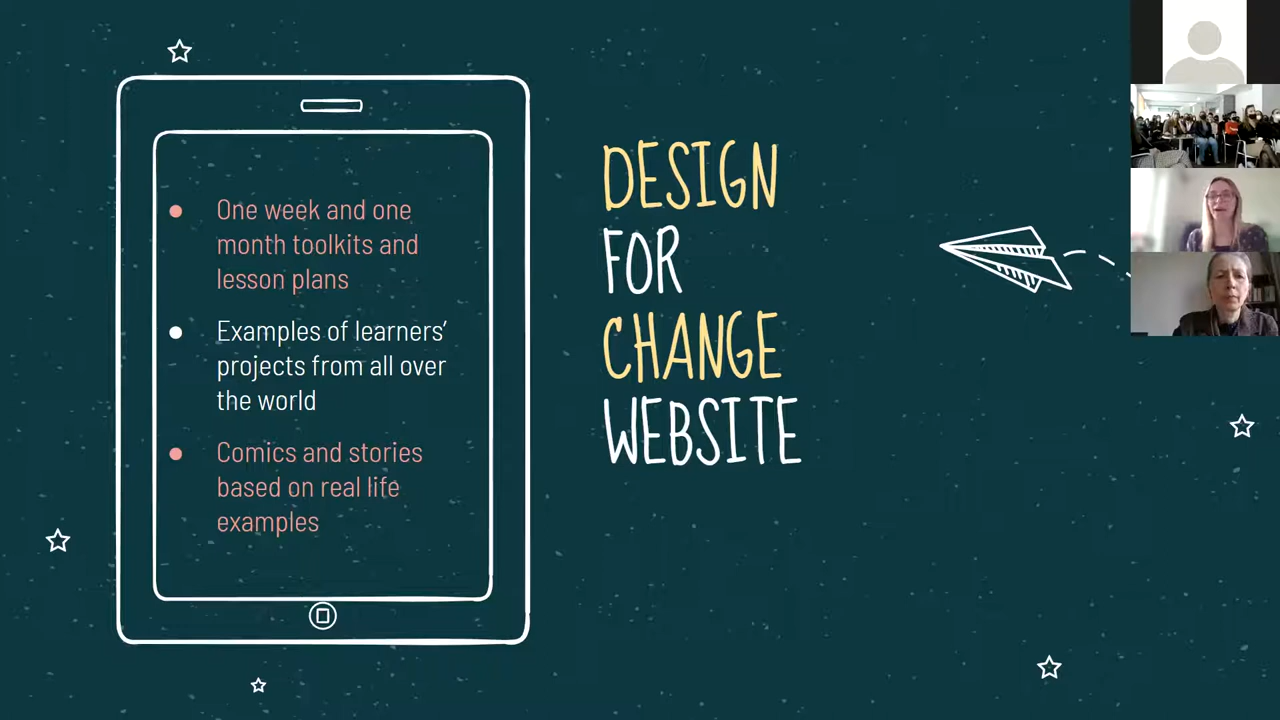 One week and one
month toolkits and
lesson plans
Examples of learners’
projects from all over
the world
Comics and stories
based on real life
examples
DESIGN
FOR
CHANGE
WEBSITE